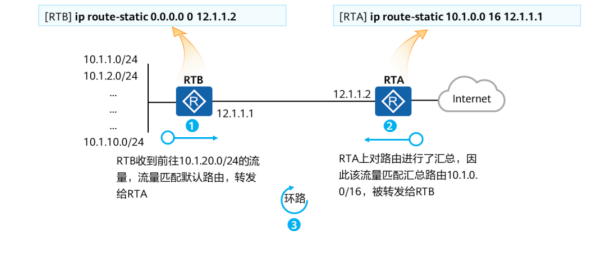 [RTB] ip route-static 0.0.0.0 0 12.1.1.2
[RTA] ip route-static 10.1.0.0 16 12.1.1.1
10.1.1.0/24
10.1.2.0/24
...
...
...
10.1.10.0/24
RTB
R
12.1.1.1
12.1.1.2
RTA
R
Internet
1
2
RTB收到前往10.1.20.0/24的流
量，流量匹配默认路由，转发
给RTA
RTA上对路由进行了汇总，因
此该流量匹配汇总路由10.1.0.
0/16，被转发给RTB
环路
3